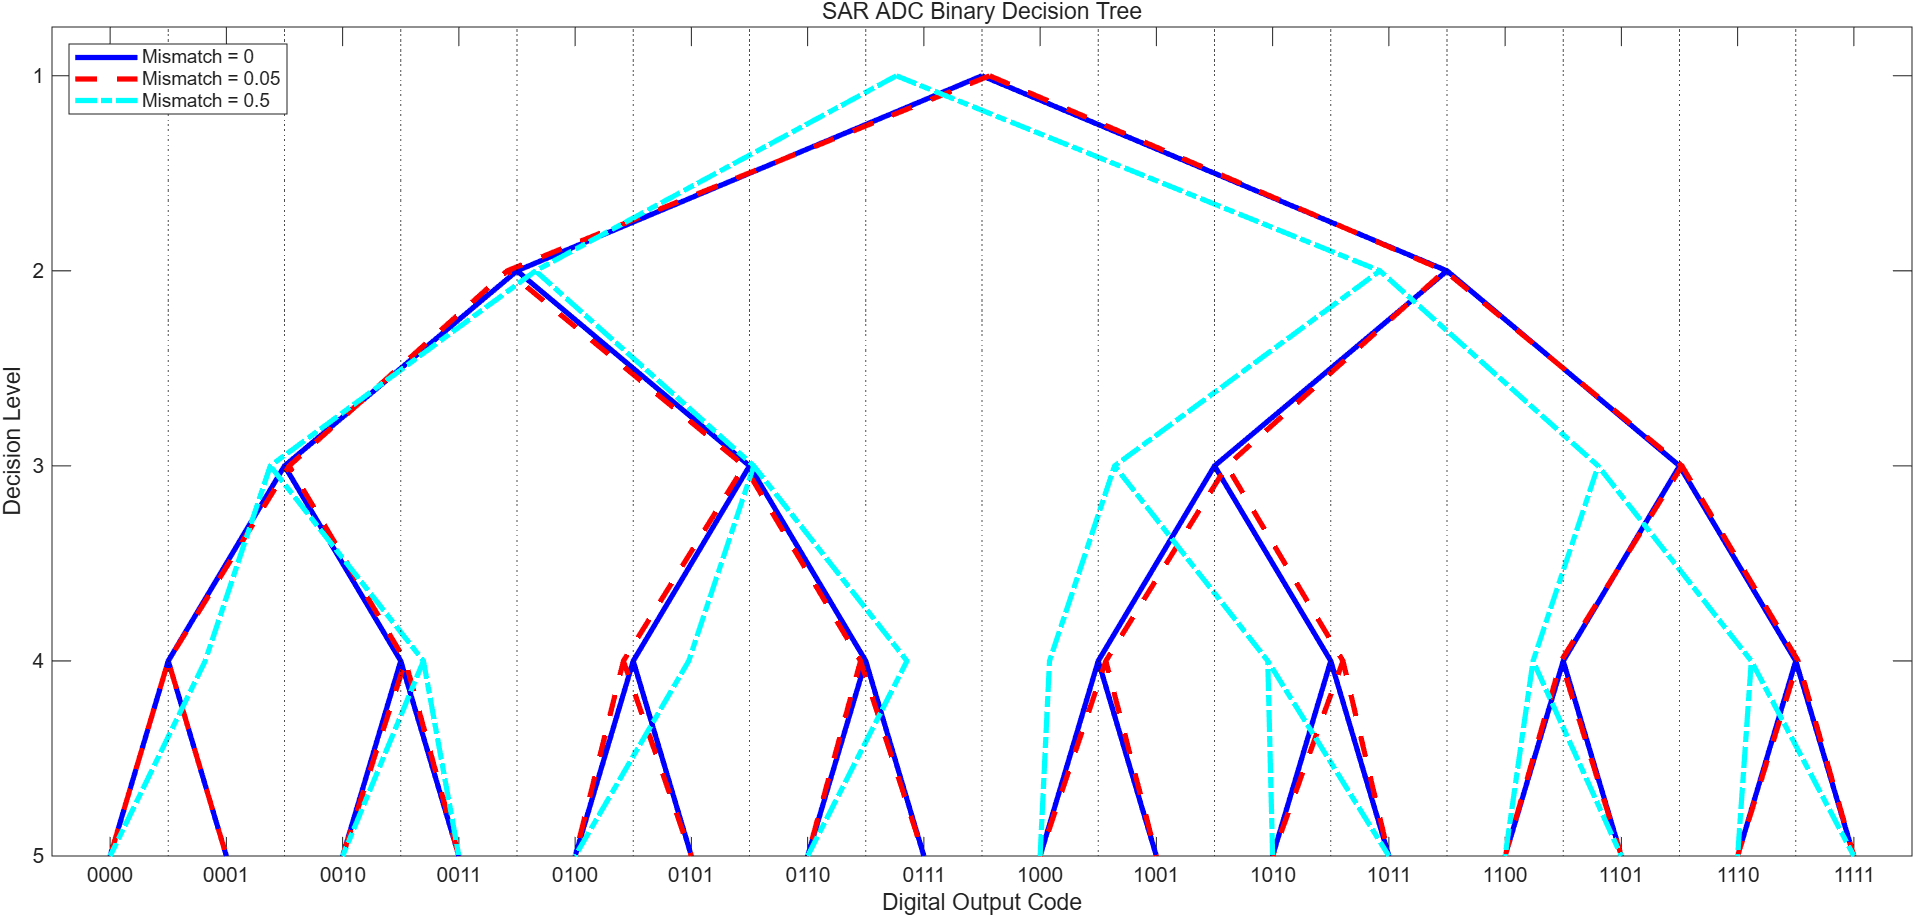 SAR ADC Binary Decision Tree
Mismatch = 0
Mismatch = 0.05
Mismatch = 0.5
Decision Level
1
2
3
4
5
0000 0001 0010 0011 0100 0101 0110 0111 1000 1001 1010 1011 1100 1101 1110 1111
Digital Output Code